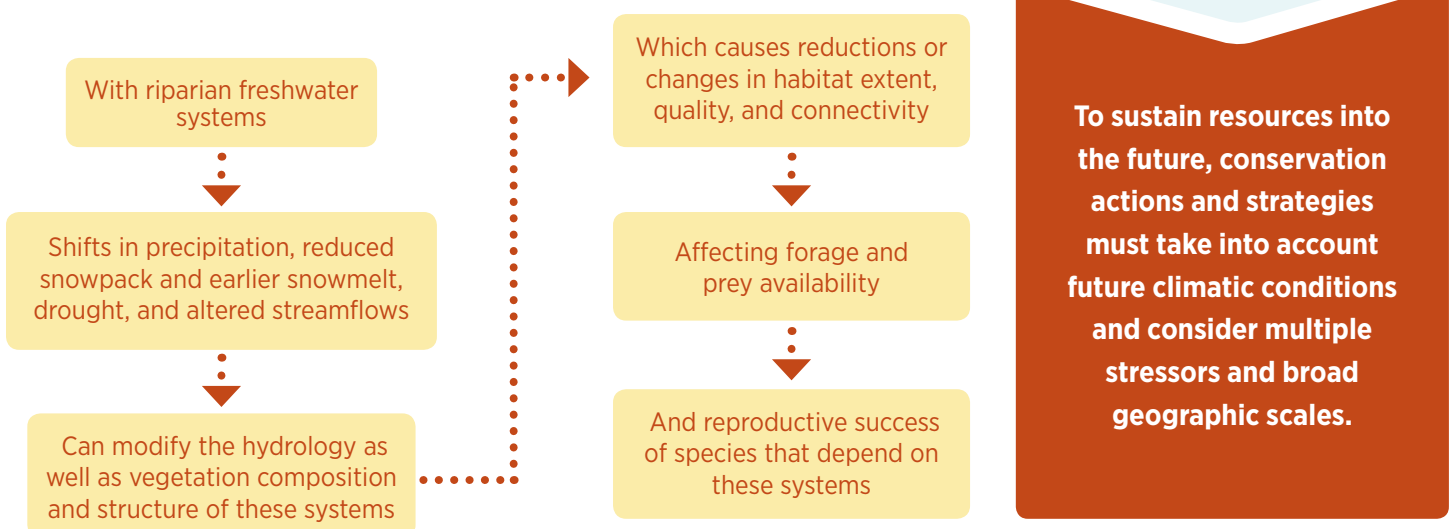 With riparian freshwater
systems
Shifts in precipitation, reduced
snowpack and earlier snowmelt,
drought, and altered streamflows
Can modify the hydrology as
well as vegetation composition
and structure of these systems
Which causes reductions or
changes in habitat extent,
quality, and connectivity
Affecting forage and
prey availability
And reproductive success
of species that depend on
these systems
To sustain resources into
the future, conservation
actions and strategies
must take into account
future climatic conditions
and consider multiple
stressors and broad
geographic scales.